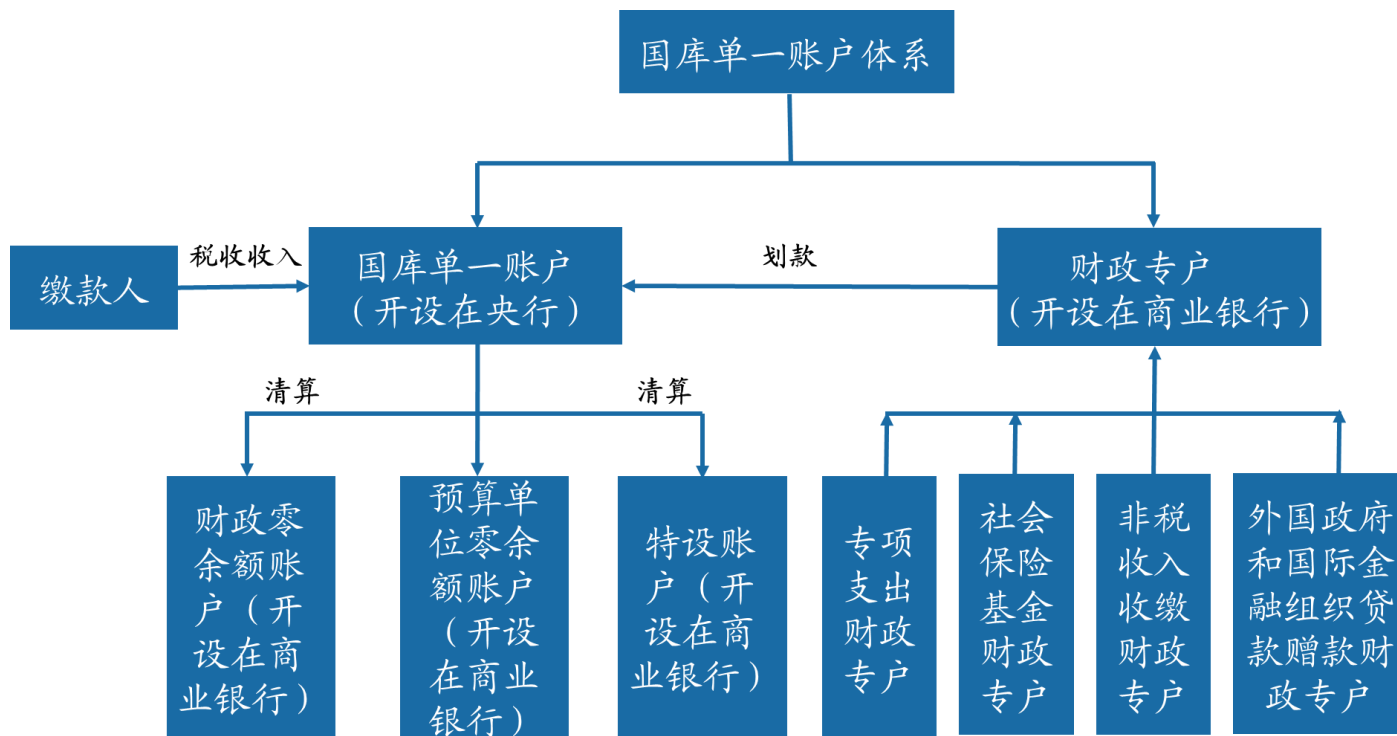 国库单一账户体系
缴款人
税收收入
国库单一账户
（开设在央行）
划款
财政专户
（开设在商业银行）
清算
清算
财政零
余额账
户（开
设在商
业银行）
预算单
位零余
额账户
（开设
在商业
银行）
特设账
户（开
设在商
业银行）
专项
支出
财政
专户
社会
保险
基金
财政
专户
非税
收入
收缴
财政
专户
外国政府
和国际金
融组织贷
款赠款财
政专户